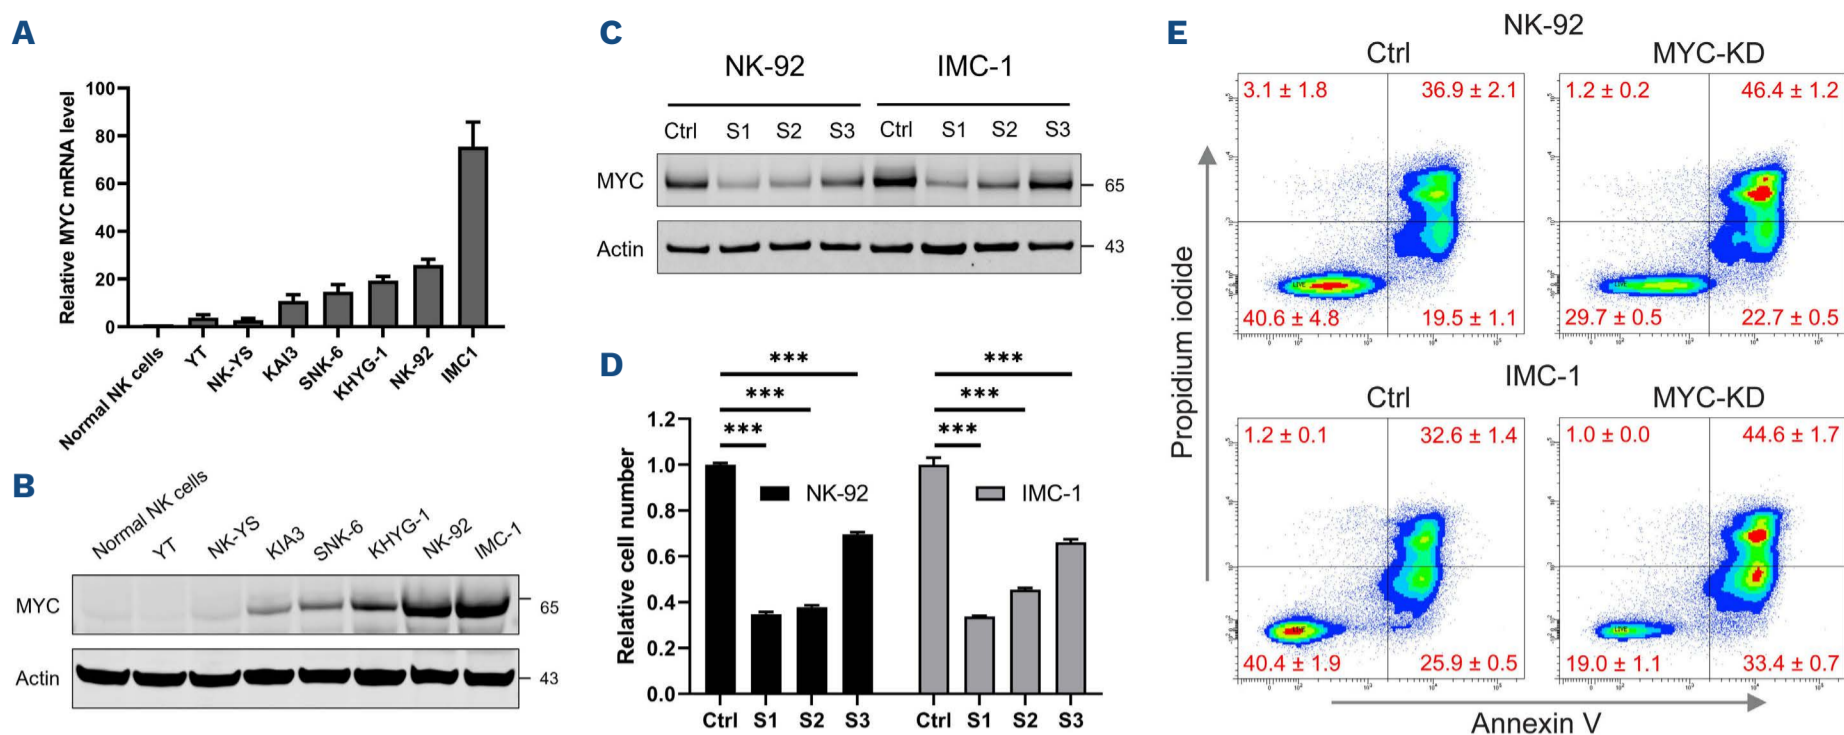 A
Relative MYC mRNA level
100
80
60
40
20
0
Normal NK cells
YT
NK-YS
KAI3
SNK-6
KHYG-1
NK-92
IMC1
B
Normal NK cells
YT
NK-YS
KIA3
SNK-6
KHYG-1
NK-92
IMC-1
MYC
65
Actin
43
C
NK-92 IMC-1
Ctrl S1 S2 S3 Ctrl S1 S2 S3
MYC
65
Actin
43
D
*** ***
*** ***
*** ***
Relative cell number
1.2
1.0
0.8
0.6
0.4
0.2
0.0
NK-92
IMC-1
Ctrl S1 S2 S3 Ctrl S1 S2 S3
E
NK-92
Ctrl MYC-KD
3.1 ± 1.8 36.9 ± 2.1
1.2 ± 0.2 46.4 ± 1.2
LIVE
40.6 ± 4.8 19.5 ± 1.1
29.7 ± 0.5 22.7 ± 0.5
IMC-1
Ctrl MYC-KD
1.2 ± 0.1 32.6 ± 1.4
1.0 ± 0.0 44.6 ± 1.7
LIVE
40.4 ± 1.9 25.9 ± 0.5
19.0 ± 1.1 33.4 ± 0.7
Propidium iodide
Annexin V